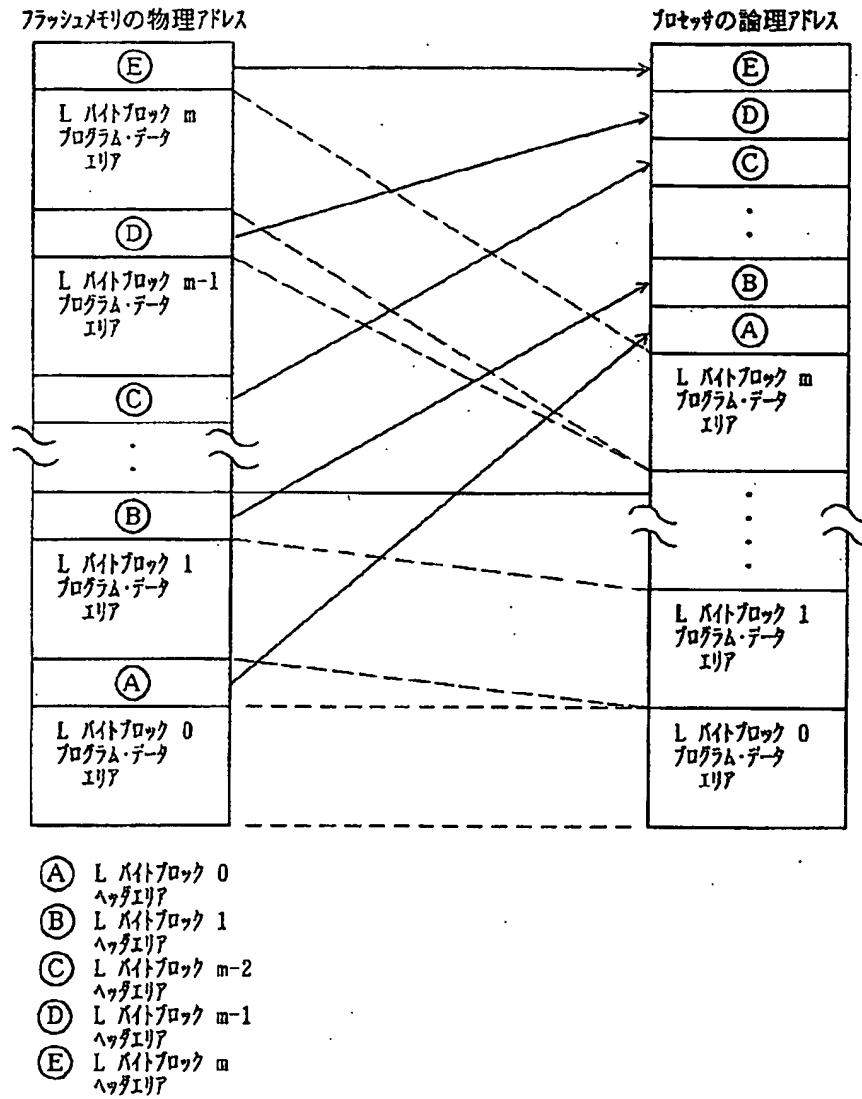 フラッシュメモリの物理アドレス
Ⓔ
L バイトブロック m
プログラム・データ
エリア
Ⓓ
L バイトブロック m-1
プログラム・データ
エリア
Ⓒ
Ⓑ
L バイトブロック 1
プログラム・データ
エリア
Ⓐ
L バイトブロック 0
プログラム・データ
エリア
プロセッサの論理アドレス
Ⓔ
Ⓓ
Ⓒ
Ⓑ
Ⓐ
L バイトブロック m
プログラム・データ
エリア
L バイトブロック 1
プログラム・データ
エリア
L バイトブロック 0
プログラム・データ
エリア
Ⓐ L バイトブロック 0
ヘッダエリア
Ⓑ L バイトブロック 1
ヘッダエリア
Ⓒ L バイトブロック m-2
ヘッダエリア
Ⓓ L バイトブロック m-1
ヘッダエリア
Ⓔ L バイトブロック m
ヘッダエリア